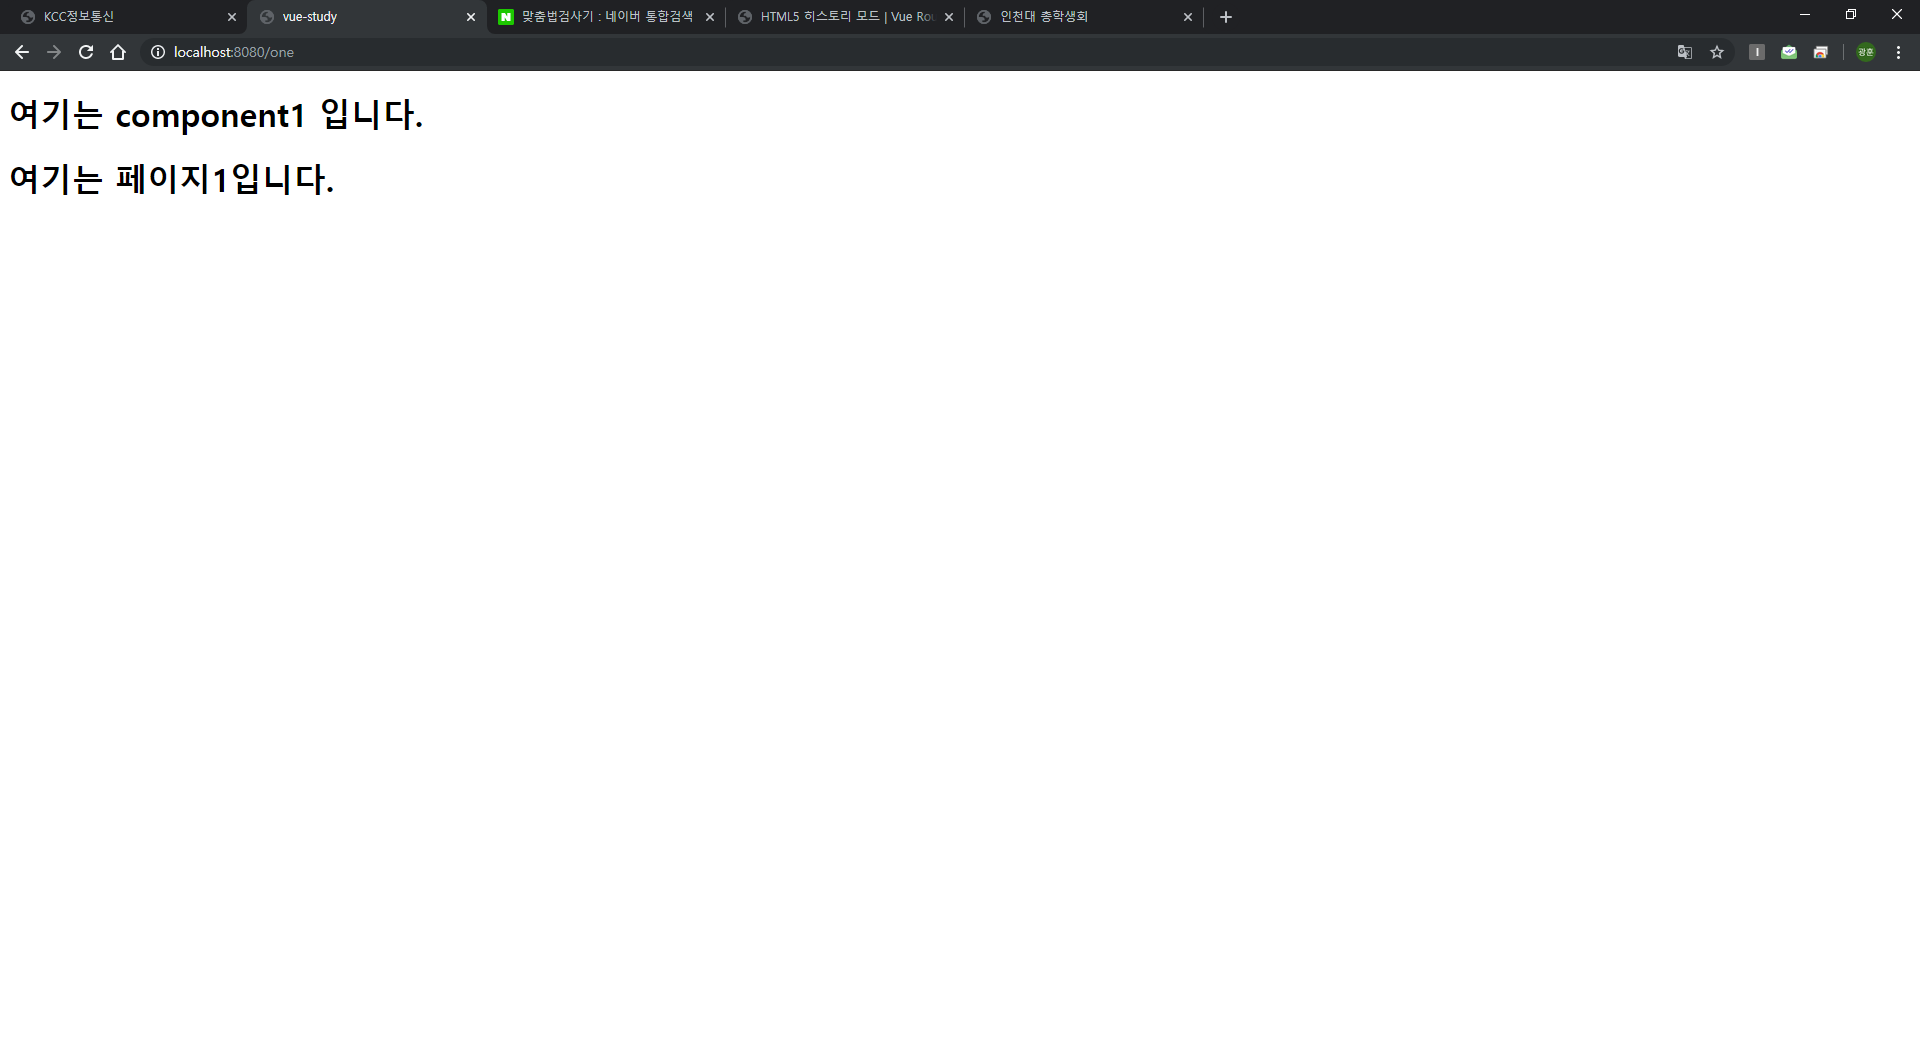 KCC정보통신
vue-study
맞춤법검사기 : 네이버 통합검색
HTML5 히스토리 모드 | Vue Rou
인천대 총학생회
localhost:8080/one
I
광훈
여기는 component1 입니다.
여기는 페이지1입니다.